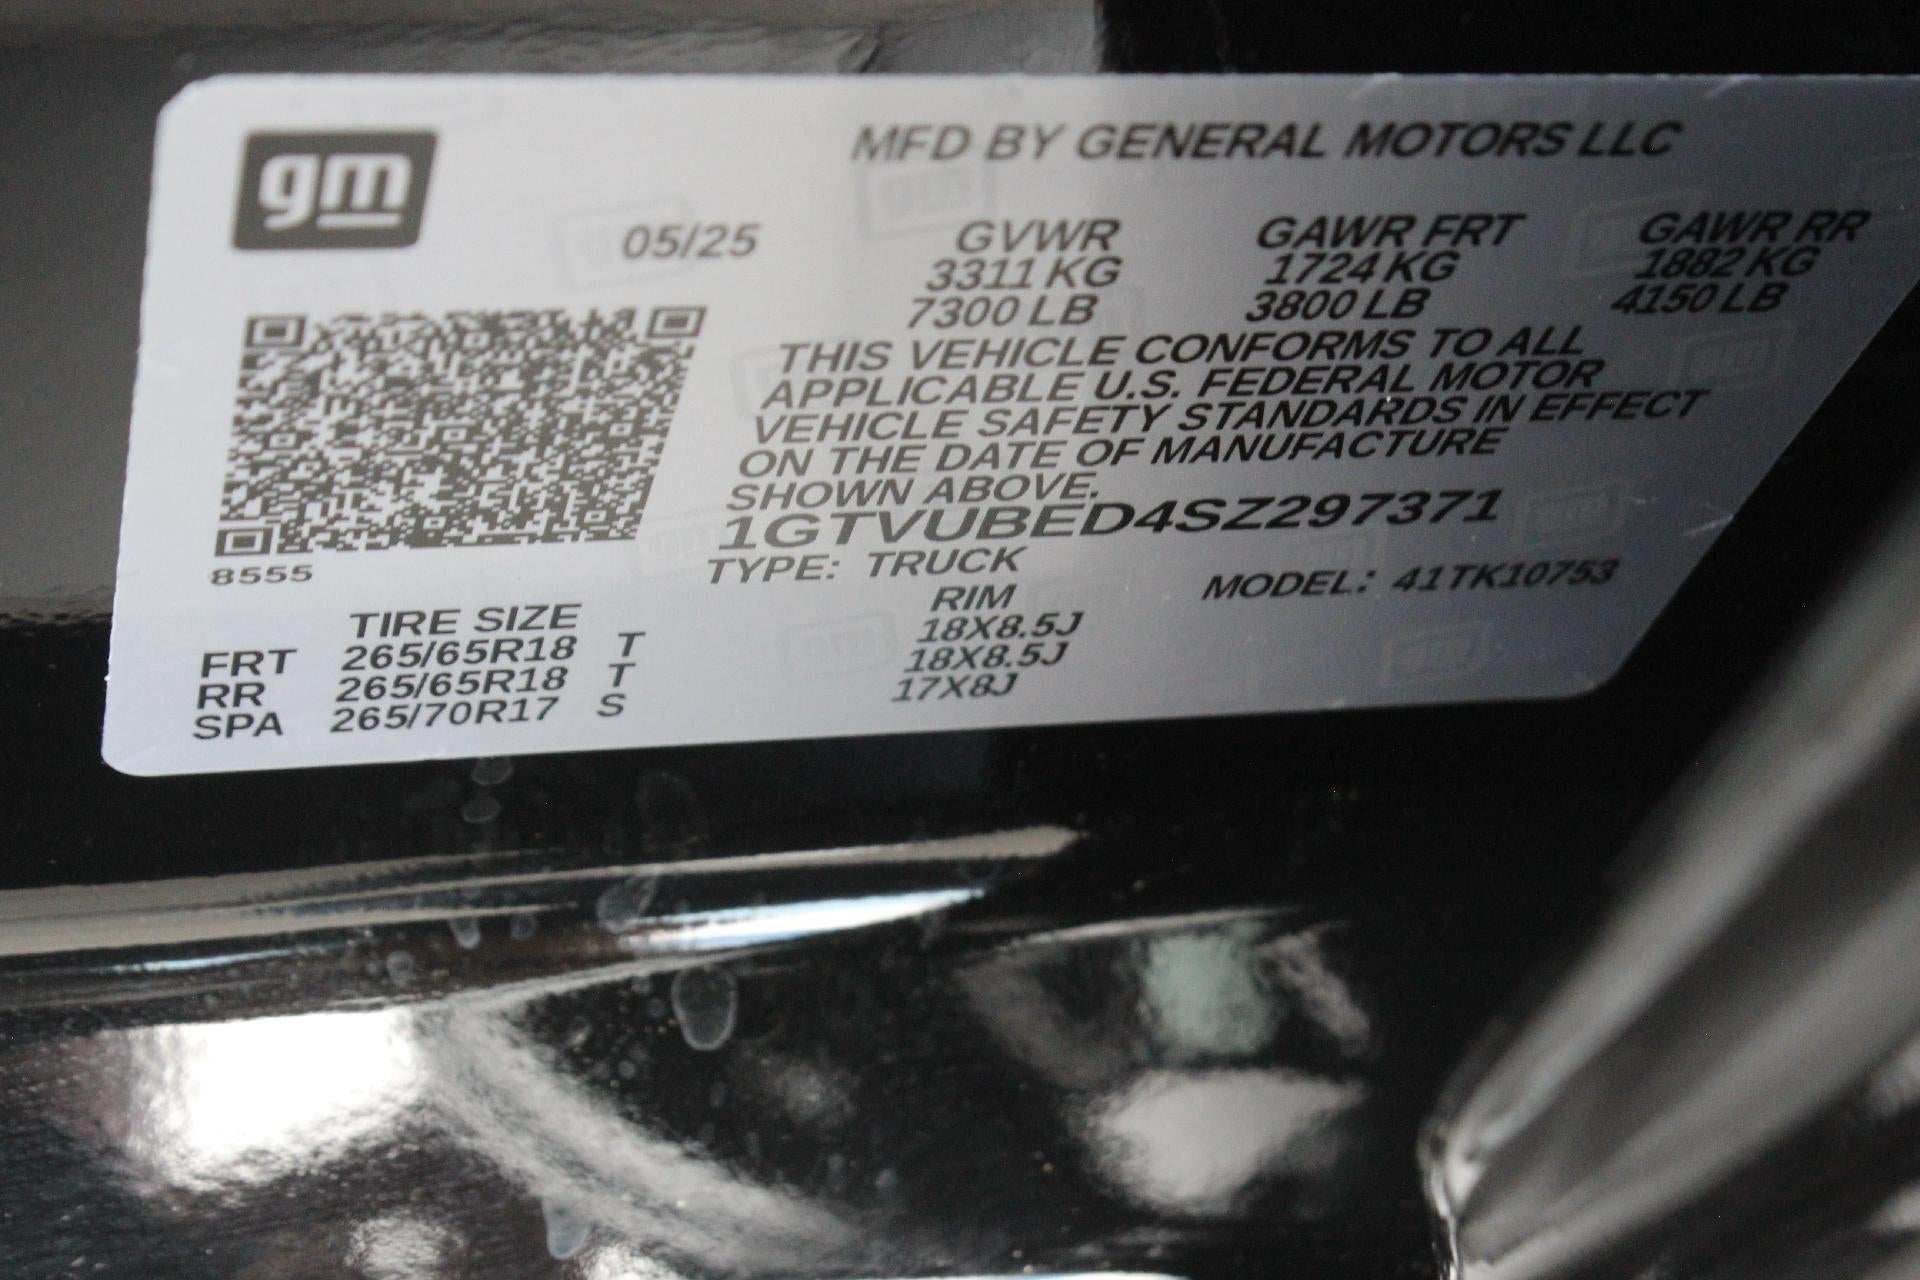 gm
MFD BY GENERAL MOTORS LLC
05/25 GVWR GAWR FRT GAWR RR
3311 KG 1724 KG 1882 KG
7300 LB 3800 LB 4150 LB
THIS VEHICLE CONFORMS TO ALL
APPLICABLE U.S. FEDERAL MOTOR
VEHICLE SAFETY STANDARDS IN EFFECT
ON THE DATE OF MANUFACTURE
SHOWN ABOVE.
1GTVUBED4SZ297371
8555 TYPE: TRUCK MODEL: 41TK10753
TIRE SIZE RIM
FRT 265/65R18 T 18X8.5J
RR 265/65R18 T 18X8.5J
SPA 265/70R17 S 17X8J